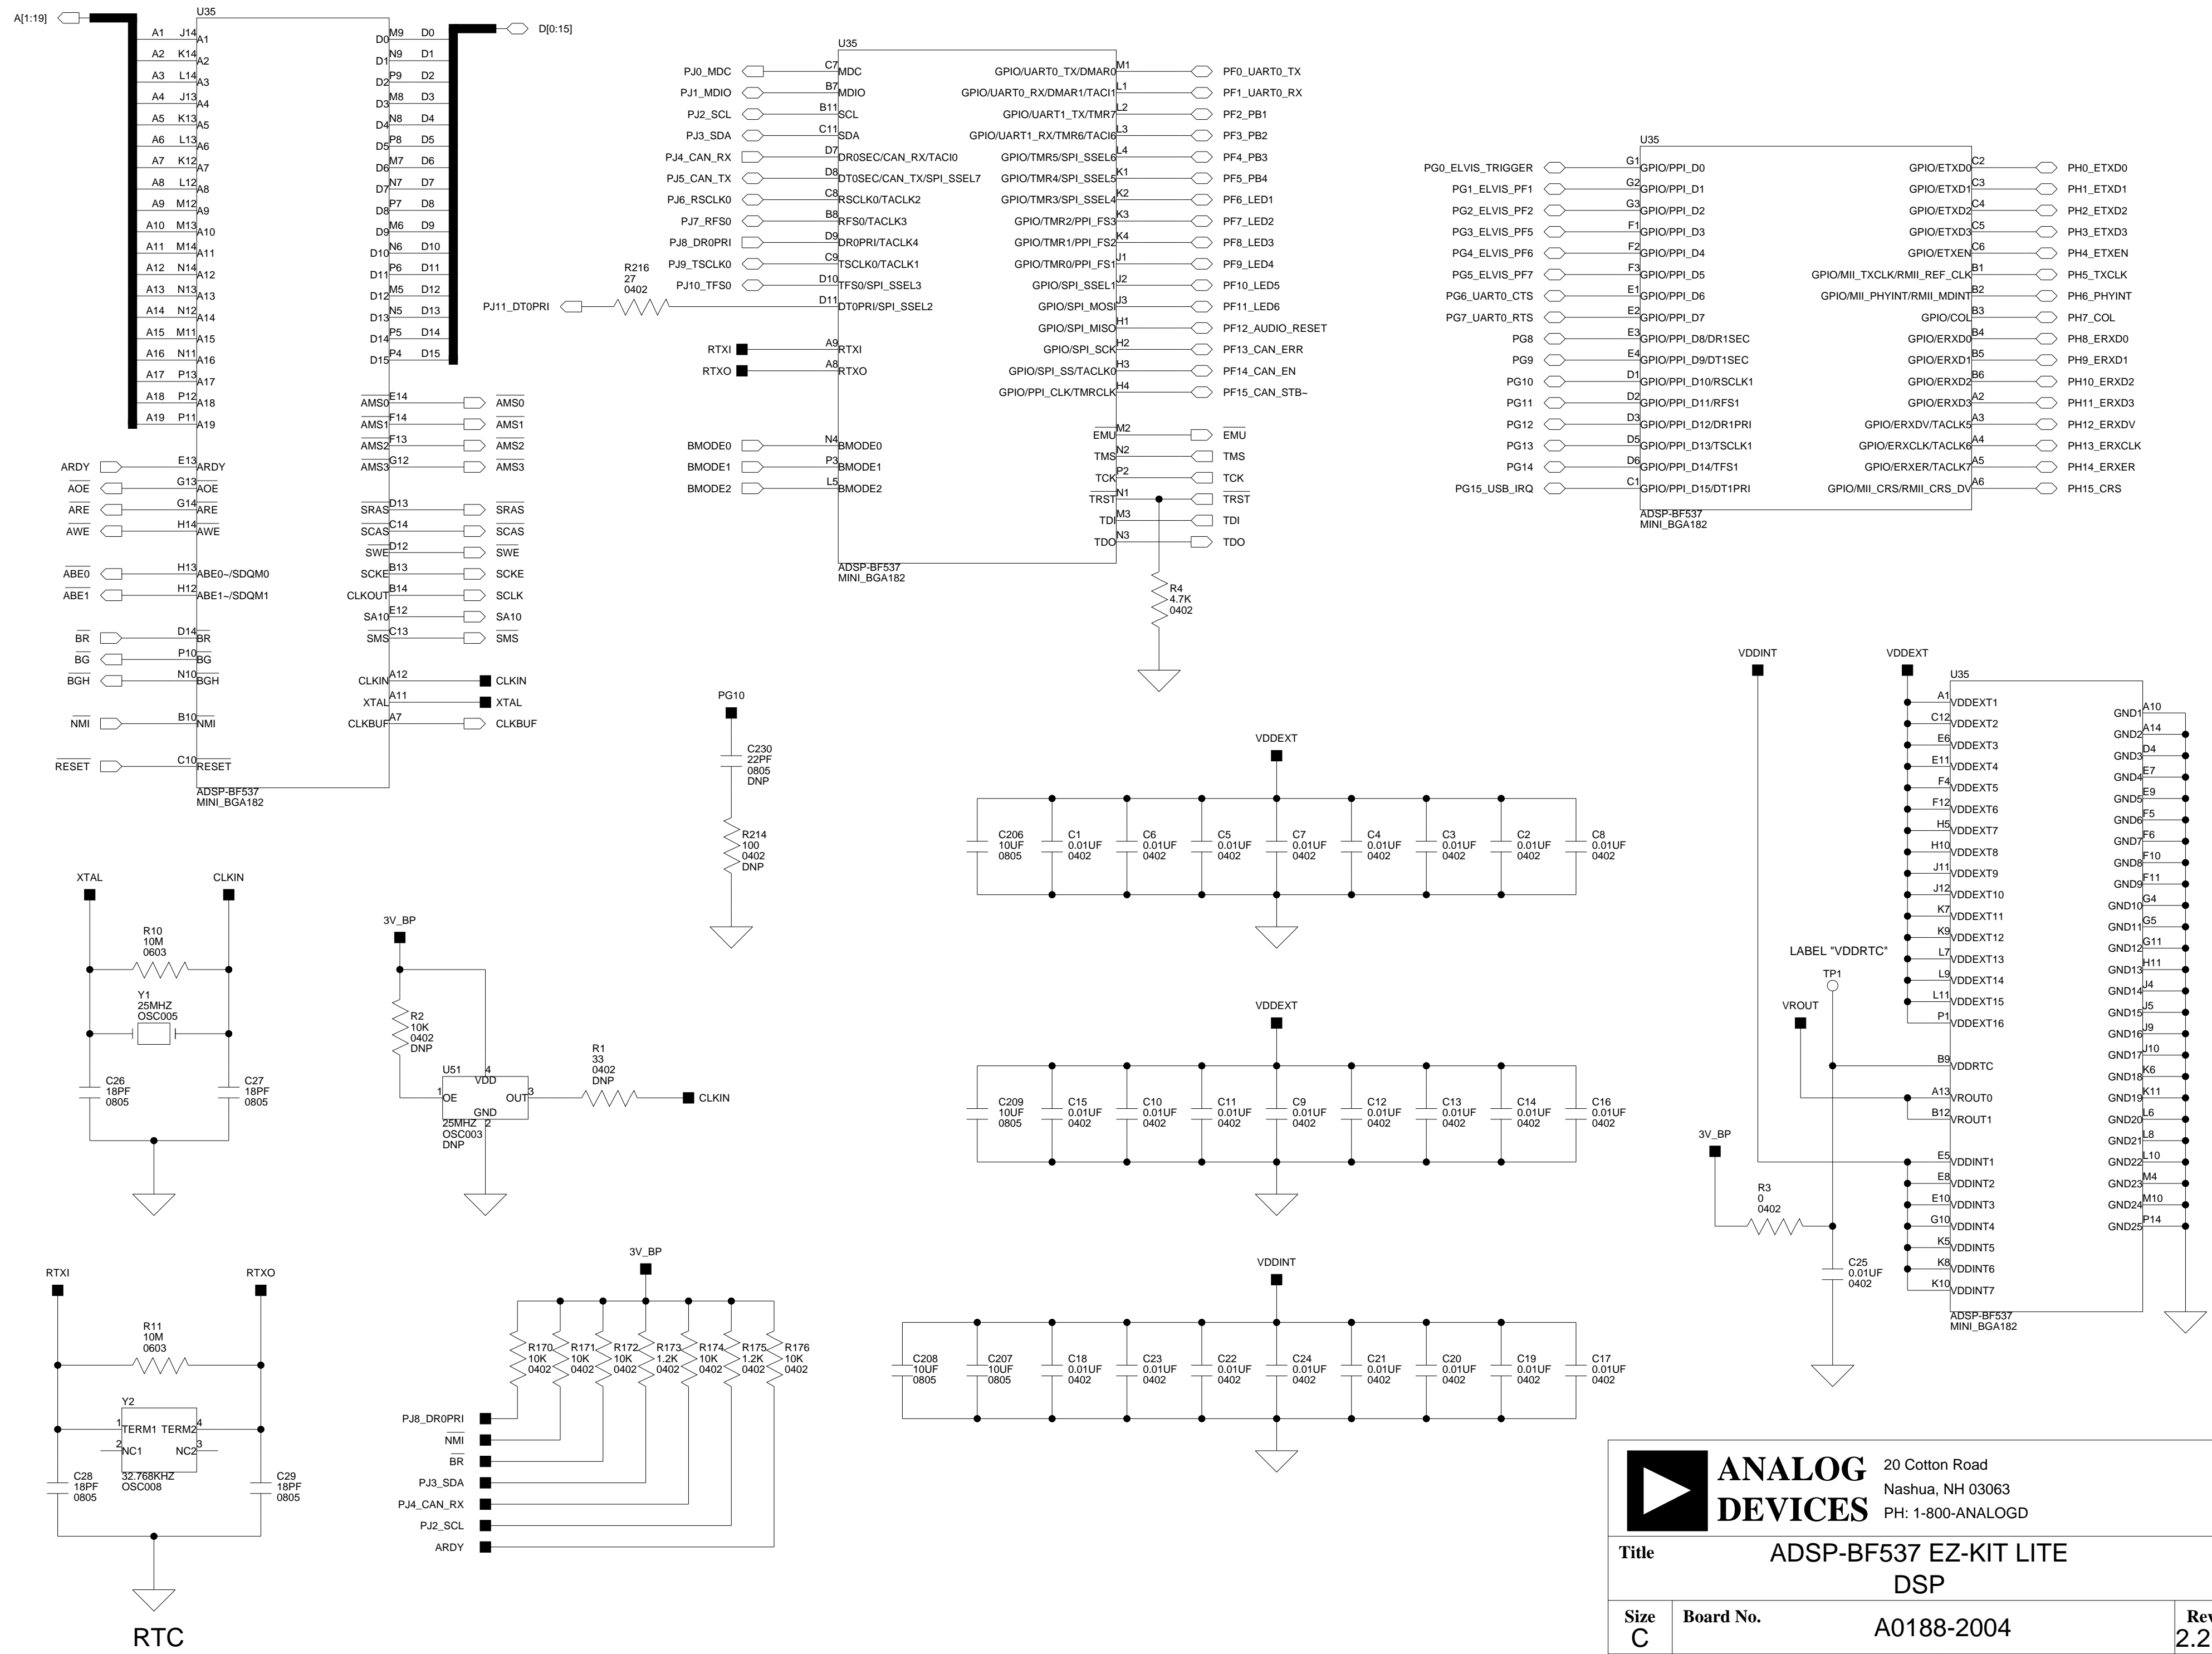 U35
A[1:19]
D[0:15]
A1 J14 A1
A2 K14 A2
A3 L14 A3
A4 J13 A4
A5 K13 A5
A6 L13 A6
A7 K12 A7
A8 L12 A8
A9 M12 A9
A10 M13 A10
A11 M14 A11
A12 N14 A12
A13 N13 A13
A14 N12 A14
A15 M11 A15
A16 N11 A16
A17 P13 A17
A18 P12 A18
A19 P11 A19
ARDY E13 ARDY
AOE G13 AOE
ARE G14 ARE
AWE H14 AWE
ABE0 H13 ABE0~/SDQM0
ABE1 H12 ABE1~/SDQM1
BR D14 BR
BG P10 BG
BGH N10 BGH
NMI B10 NMI
RESET C10 RESET
D0 M9 D0
D1 N9 D1
D2 P9 D2
D3 M8 D3
D4 N8 D4
D5 P8 D5
D6 M7 D6
D7 N7 D7
D8 P7 D8
D9 M6 D9
D10 N6 D10
D11 P6 D11
D12 M5 D12
D13 N5 D13
D14 P5 D14
D15 P4 D15
AMS0 E14 AMS0
AMS1 F14 AMS1
AMS2 F13 AMS2
AMS3 G12 AMS3
SRAS D13 SRAS
SCAS C14 SCAS
SWE D12 SWE
SCKE B13 SCKE
CLKOUT B14 SCLK
SA10 E12 SA10
SMS C13 SMS
CLKIN A12 CLKIN
XTAL A11 XTAL
CLKBUF A7 CLKBUF
ADSP-BF537
MINI_BGA182
U35
PJ0_MDC C7 MDC
PJ1_MDIO B7 MDIO
PJ2_SCL B11 SCL
PJ3_SDA C11 SDA
PJ4_CAN_RX D7 DR0SEC/CAN_RX/TACI0
PJ5_CAN_TX D8 DT0SEC/CAN_TX/SPI_SSEL7
PJ6_RSCLK0 C8 RSCLK0/TACLK2
PJ7_RFS0 B8 RFS0/TACLK3
PJ8_DR0PRI D9 DR0PRI/TACLK4
PJ9_TSCLK0 C9 TSCLK0/TACLK1
PJ10_TFS0 D10 TFS0/SPI_SSEL3
R216
27
0402
PJ11_DT0PRI D11 DT0PRI/SPI_SSEL2
RTXI A9 RTXI
RTXO A8 RTXO
BMODE0 N4 BMODE0
BMODE1 P3 BMODE1
BMODE2 L5 BMODE2
GPIO/UART0_TX/DMAR0 M1 PF0_UART0_TX
GPIO/UART0_RX/DMAR1/TACI1 L1 PF1_UART0_RX
GPIO/UART1_TX/TMR7 L2 PF2_PB1
GPIO/UART1_RX/TMR6/TACI6 L3 PF3_PB2
GPIO/TMR5/SPI_SSEL6 L4 PF4_PB3
GPIO/TMR4/SPI_SSEL5 K1 PF5_PB4
GPIO/TMR3/SPI_SSEL4 K2 PF6_LED1
GPIO/TMR2/PPI_FS3 K3 PF7_LED2
GPIO/TMR1/PPI_FS2 K4 PF8_LED3
GPIO/TMR0/PPI_FS1 J1 PF9_LED4
GPIO/SPI_SSEL1 J2 PF10_LED5
GPIO/SPI_MOSI J3 PF11_LED6
GPIO/SPI_MISO H1 PF12_AUDIO_RESET
GPIO/SPI_SCK H2 PF13_CAN_ERR
GPIO/SPI_SS/TACLK0 H3 PF14_CAN_EN
GPIO/PPI_CLK/TMRCLK H4 PF15_CAN_STB~
EMU M2 EMU
TMS N2 TMS
TCK P2 TCK
TRST N1 TRST
TDI M3 TDI
TDO N3 TDO
ADSP-BF537
MINI_BGA182
R4
4.7K
0402
U35
PG0_ELVIS_TRIGGER G1 GPIO/PPI_D0
PG1_ELVIS_PF1 G2 GPIO/PPI_D1
PG2_ELVIS_PF2 G3 GPIO/PPI_D2
PG3_ELVIS_PF5 F1 GPIO/PPI_D3
PG4_ELVIS_PF6 F2 GPIO/PPI_D4
PG5_ELVIS_PF7 F3 GPIO/PPI_D5
PG6_UART0_CTS E1 GPIO/PPI_D6
PG7_UART0_RTS E2 GPIO/PPI_D7
PG8 E3 GPIO/PPI_D8/DR1SEC
PG9 E4 GPIO/PPI_D9/DT1SEC
PG10 D1 GPIO/PPI_D10/RSCLK1
PG11 D2 GPIO/PPI_D11/RFS1
PG12 D3 GPIO/PPI_D12/DR1PRI
PG13 D5 GPIO/PPI_D13/TSCLK1
PG14 D6 GPIO/PPI_D14/TFS1
PG15_USB_IRQ C1 GPIO/PPI_D15/DT1PRI
GPIO/ETXD0 C2 PH0_ETXD0
GPIO/ETXD1 C3 PH1_ETXD1
GPIO/ETXD2 C4 PH2_ETXD2
GPIO/ETXD3 C5 PH3_ETXD3
GPIO/ETXEN C6 PH4_ETXEN
GPIO/MII_TXCLK/RMII_REF_CLK B1 PH5_TXCLK
GPIO/MII_PHYINT/RMII_MDINT B2 PH6_PHYINT
GPIO/COL B3 PH7_COL
GPIO/ERXD0 B4 PH8_ERXD0
GPIO/ERXD1 B5 PH9_ERXD1
GPIO/ERXD2 B6 PH10_ERXD2
GPIO/ERXD3 A2 PH11_ERXD3
GPIO/ERXDV/TACLK5 A3 PH12_ERXDV
GPIO/ERXCLK/TACLK6 A4 PH13_ERXCLK
GPIO/ERXER/TACLK7 A5 PH14_ERXER
GPIO/MII_CRS/RMII_CRS_DV A6 PH15_CRS
ADSP-BF537
MINI_BGA182
PG10
C230
22PF
0805
DNP
R214
100
0402
DNP
VDDEXT
C206 C1 C6 C5 C7 C4 C3 C2 C8
10UF 0.01UF 0.01UF 0.01UF 0.01UF 0.01UF 0.01UF 0.01UF 0.01UF
0805 0402 0402 0402 0402 0402 0402 0402 0402
VDDEXT
C209 C15 C10 C11 C9 C12 C13 C14 C16
10UF 0.01UF 0.01UF 0.01UF 0.01UF 0.01UF 0.01UF 0.01UF 0.01UF
0805 0402 0402 0402 0402 0402 0402 0402 0402
VDDINT
C208 C207 C18 C23 C22 C24 C21 C20 C19 C17
10UF 10UF 0.01UF 0.01UF 0.01UF 0.01UF 0.01UF 0.01UF 0.01UF 0.01UF
0805 0805 0402 0402 0402 0402 0402 0402 0402 0402
VDDINT VDDEXT
U35
A1 VDDEXT1
C12 VDDEXT2
E6 VDDEXT3
E11 VDDEXT4
F4 VDDEXT5
F12 VDDEXT6
H5 VDDEXT7
H10 VDDEXT8
J11 VDDEXT9
J12 VDDEXT10
K7 VDDEXT11
K9 VDDEXT12
L7 VDDEXT13
L9 VDDEXT14
L11 VDDEXT15
P1 VDDEXT16
B9 VDDRTC
A13 VROUT0
B12 VROUT1
E5 VDDINT1
E8 VDDINT2
E10 VDDINT3
G10 VDDINT4
K5 VDDINT5
K8 VDDINT6
K10 VDDINT7
GND1 A10
GND2 A14
GND3 D4
GND4 E7
GND5 E9
GND6 F5
GND7 F6
GND8 F10
GND9 F11
GND10 G4
GND11 G5
GND12 G11
GND13 H11
GND14 J4
GND15 J5
GND16 J9
GND17 J10
GND18 K6
GND19 K11
GND20 L6
GND21 L8
GND22 L10
GND23 M4
GND24 M10
GND25 P14
ADSP-BF537
MINI_BGA182
LABEL "VDDRTC"
TP1
VROUT
3V_BP
R3
0
0402
C25
0.01UF
0402
XTAL CLKIN
R10
10M
0603
Y1
25MHZ
OSC005
C26
18PF
0805
C27
18PF
0805
3V_BP
R2
10K
0402
DNP
U51
4
VDD
1 OE
OUT 3
GND
2
25MHZ
OSC003
DNP
R1
33
0402
DNP
CLKIN
RTXI RTXO
R11
10M
0603
Y2
1 TERM1 TERM2 4
2 NC1 NC2 3
32.768KHZ
OSC008
C28
18PF
0805
C29
18PF
0805
RTC
3V_BP
R170 R171 R172 R173 R174 R175 R176
10K 10K 10K 1.2K 10K 1.2K 10K
0402 0402 0402 0402 0402 0402 0402
PJ8_DR0PRI
NMI
BR
PJ3_SDA
PJ4_CAN_RX
PJ2_SCL
ARDY
ANALOG
DEVICES
20 Cotton Road
Nashua, NH 03063
PH: 1-800-ANALOGD
Title
ADSP-BF537 EZ-KIT LITE
DSP
Size
C
Board No.
A0188-2004
Rev
2.2